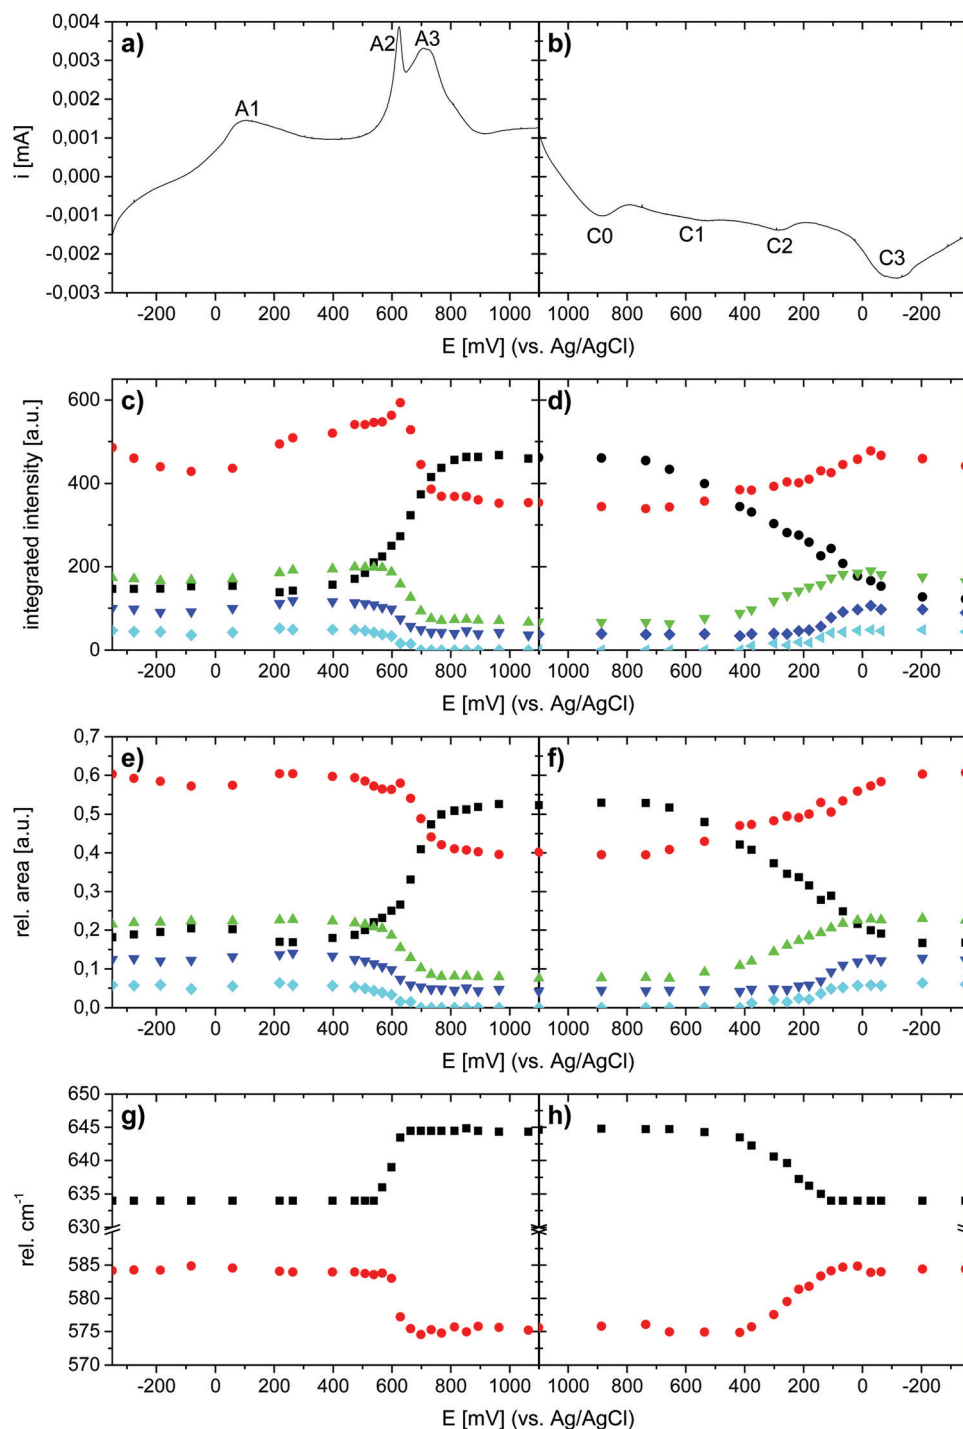 a)
b)
0,004
0,003
0,002
0,001
0,000
-0,001
-0,002
-0,003
i [mA]
A1
A2
A3
C0
C1
C2
C3
-200 0 200 400 600 800 1000
1000 800 600 400 200 0 -200
E [mV] (vs. Ag/AgCl)
c)
d)
600
400
200
0
integrated intensity [a.u.]
-200 0 200 400 600 800 1000
1000 800 600 400 200 0 -200
E [mV] (vs. Ag/AgCl)
e)
f)
0,7
0,6
0,5
0,4
0,3
0,2
0,1
0,0
rel. area [a.u.]
-200 0 200 400 600 800 1000
1000 800 600 400 200 0 -200
E [mV] (vs. Ag/AgCl)
g)
h)
650
645
640
635
630
585
580
575
570
rel. cm-1
-200 0 200 400 600 800 1000
1000 800 600 400 200 0 -200
E [mV] (vs. Ag/AgCl)